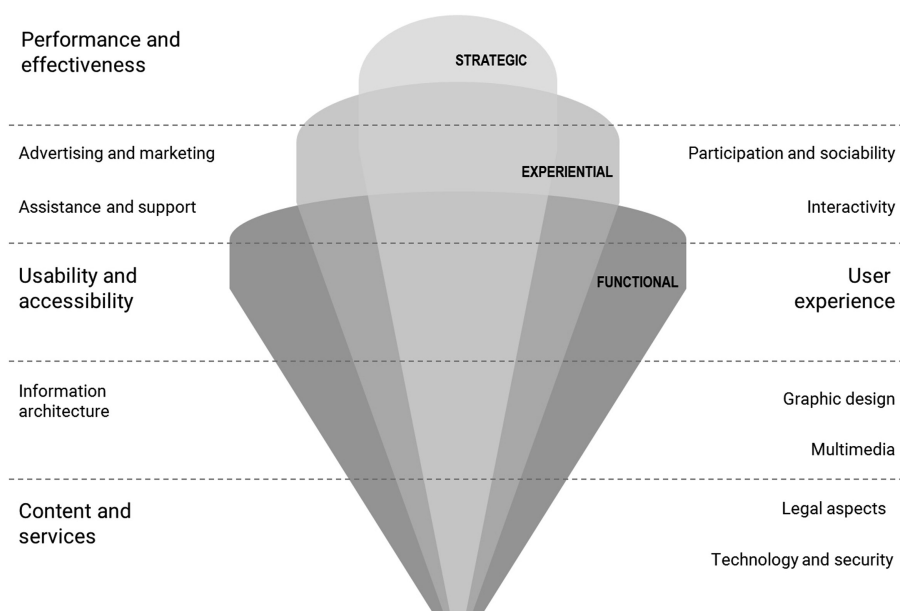 Performance and
effectiveness
STRATEGIC
Advertising and marketing
Participation and sociability
EXPERIENTIAL
Assistance and support
Interactivity
Usability and
accessibility
FUNCTIONAL
User
experience
Information
architecture
Graphic design
Multimedia
Content and
services
Legal aspects
Technology and security